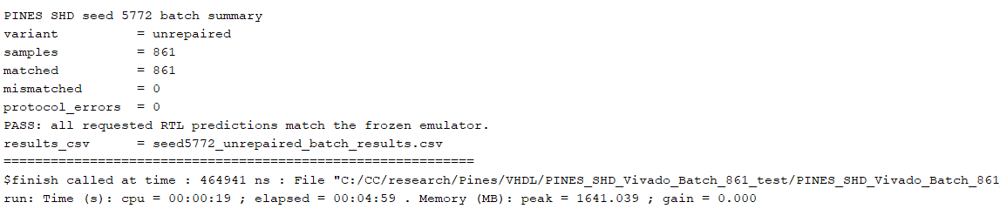 PINES SHD seed 5772 batch summary
variant = unrepaired
samples = 861
matched = 861
mismatched = 0
protocol_errors = 0
PASS: all requested RTL predictions match the frozen emulator.
results_csv = seed5772_unrepaired_batch_results.csv
============================================================
$finish called at time : 464941 ns : File "C:/CC/research/Pines/VHDL/PINES_SHD_Vivado_Batch_861_test/PINES_SHD_Vivado_Batch_861
run: Time (s): cpu = 00:00:19 ; elapsed = 00:04:59 . Memory (MB): peak = 1641.039 ; gain = 0.000